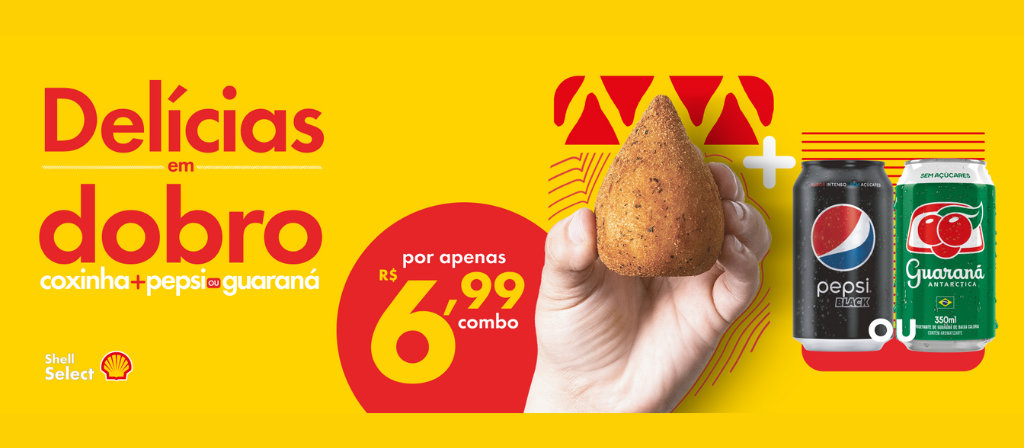 Delícias
em
dobro
coxinha+pepsi ou guaraná
por apenas
R$ 6,99
combo
Shell
Select
+
SEM AÇÚCARES
pepsi
BLACK
Guaraná
ANTARCTICA
350ml
OU